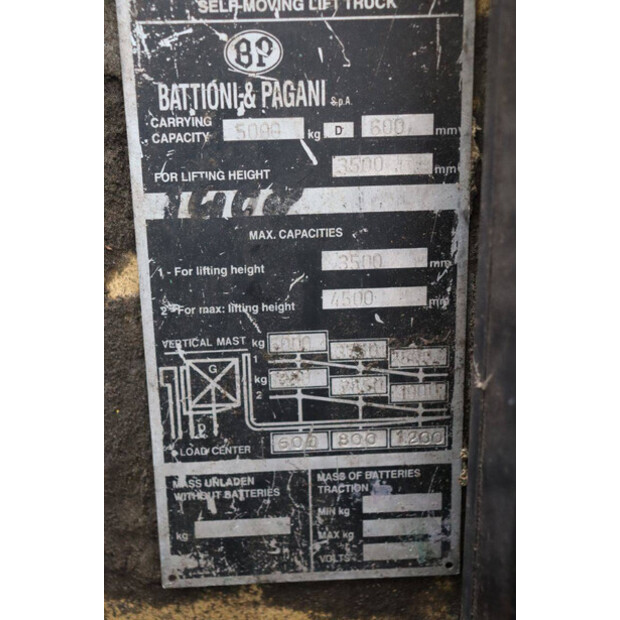 SELF-MOVING LIFT TRUCK
BP
BATTIONI & PAGANI S.p.A.
CARRYING CAPACITY 5000 kg D 600 mm
FOR LIFTING HEIGHT 3500 mm
MAX. CAPACITIES
1 - For lifting height 3500 mm
2 - For max: lifting height 4500 mm
VERTICAL MAST kg
1
G
kg
2
D
LOAD CENTER 600 800 1200
MASS UNLADEN WITHOUT BATTERIES
kg
MASS OF BATTERIES TRACTION
MIN kg
MAX kg
VOLTS